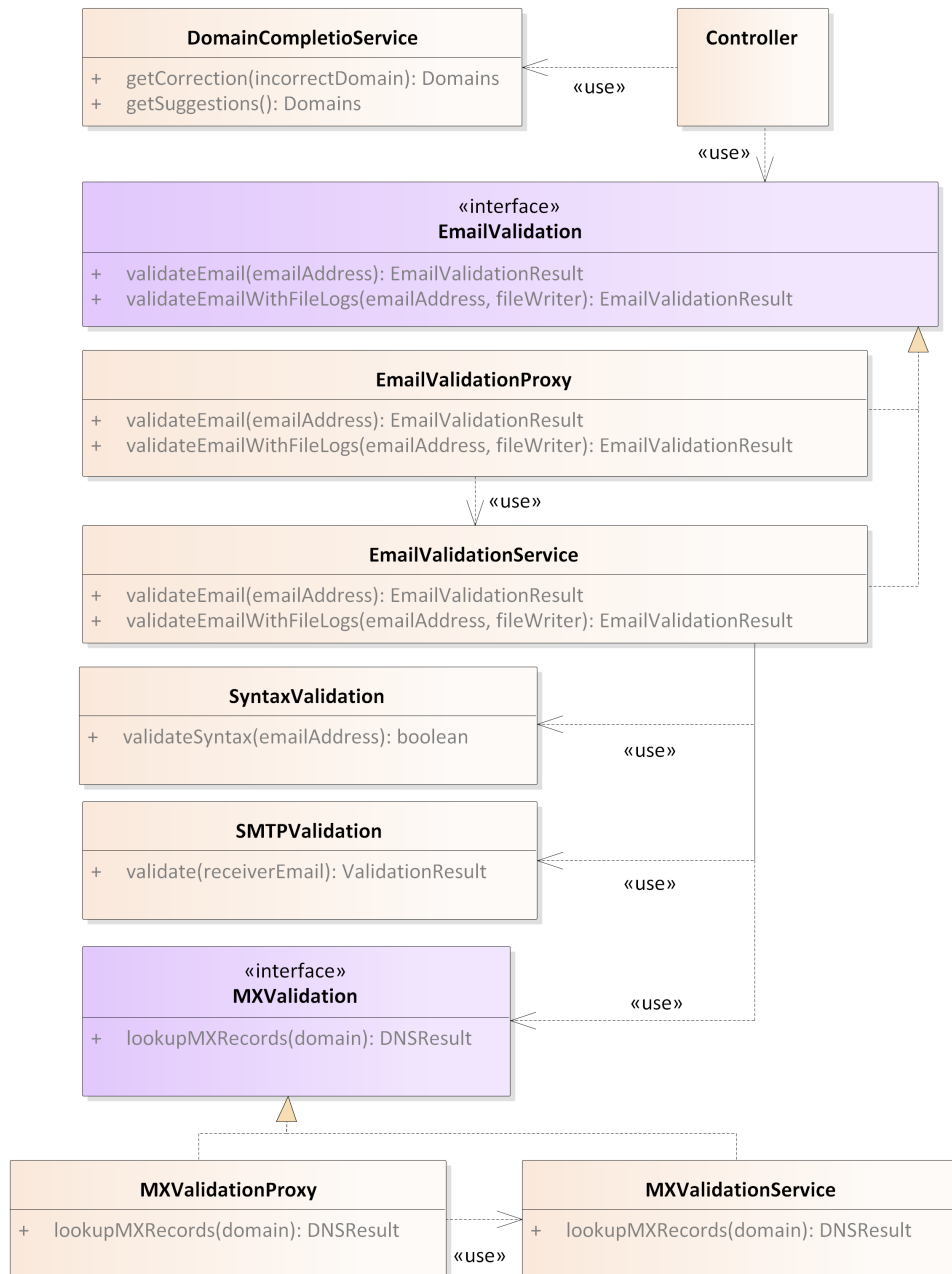 DomainCompletioService
+ getCorrection(incorrectDomain): Domains
+ getSuggestions(): Domains
Controller
«use»
«use»
«interface»
EmailValidation
+ validateEmail(emailAddress): EmailValidationResult
+ validateEmailWithFileLogs(emailAddress, fileWriter): EmailValidationResult
EmailValidationProxy
+ validateEmail(emailAddress): EmailValidationResult
+ validateEmailWithFileLogs(emailAddress, fileWriter): EmailValidationResult
«use»
EmailValidationService
+ validateEmail(emailAddress): EmailValidationResult
+ validateEmailWithFileLogs(emailAddress, fileWriter): EmailValidationResult
SyntaxValidation
+ validateSyntax(emailAddress): boolean
«use»
SMTPValidation
+ validate(receiverEmail): ValidationResult
«use»
«interface»
MXValidation
+ lookupMXRecords(domain): DNSResult
«use»
MXValidationProxy
+ lookupMXRecords(domain): DNSResult
«use»
MXValidationService
+ lookupMXRecords(domain): DNSResult